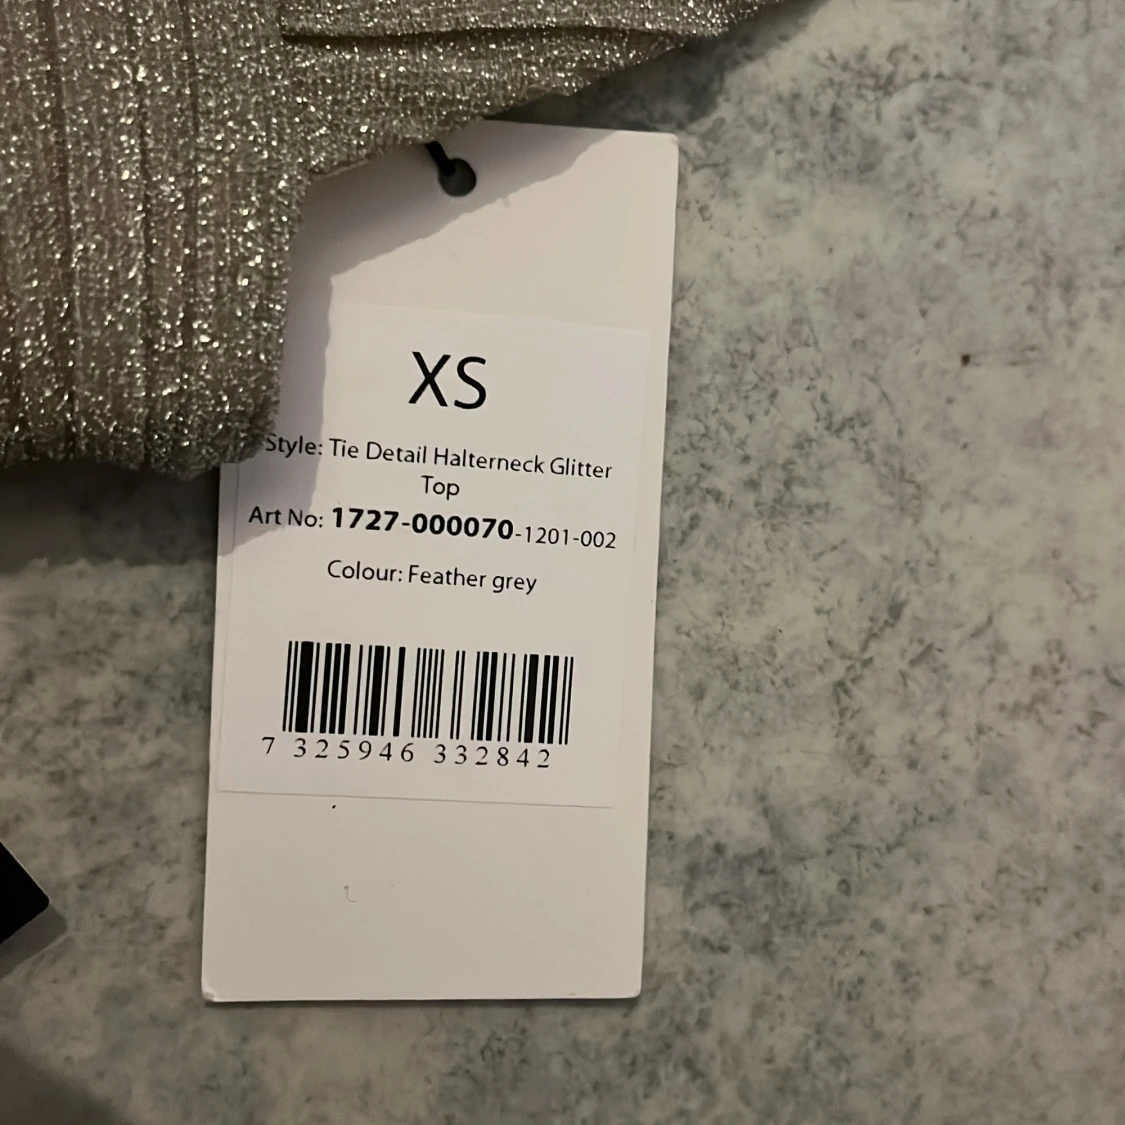 XS
Style: Tie Detail Halterneck Glitter
Top
Art No: 1727-000070-1201-002
Colour: Feather grey
7 325946 332842